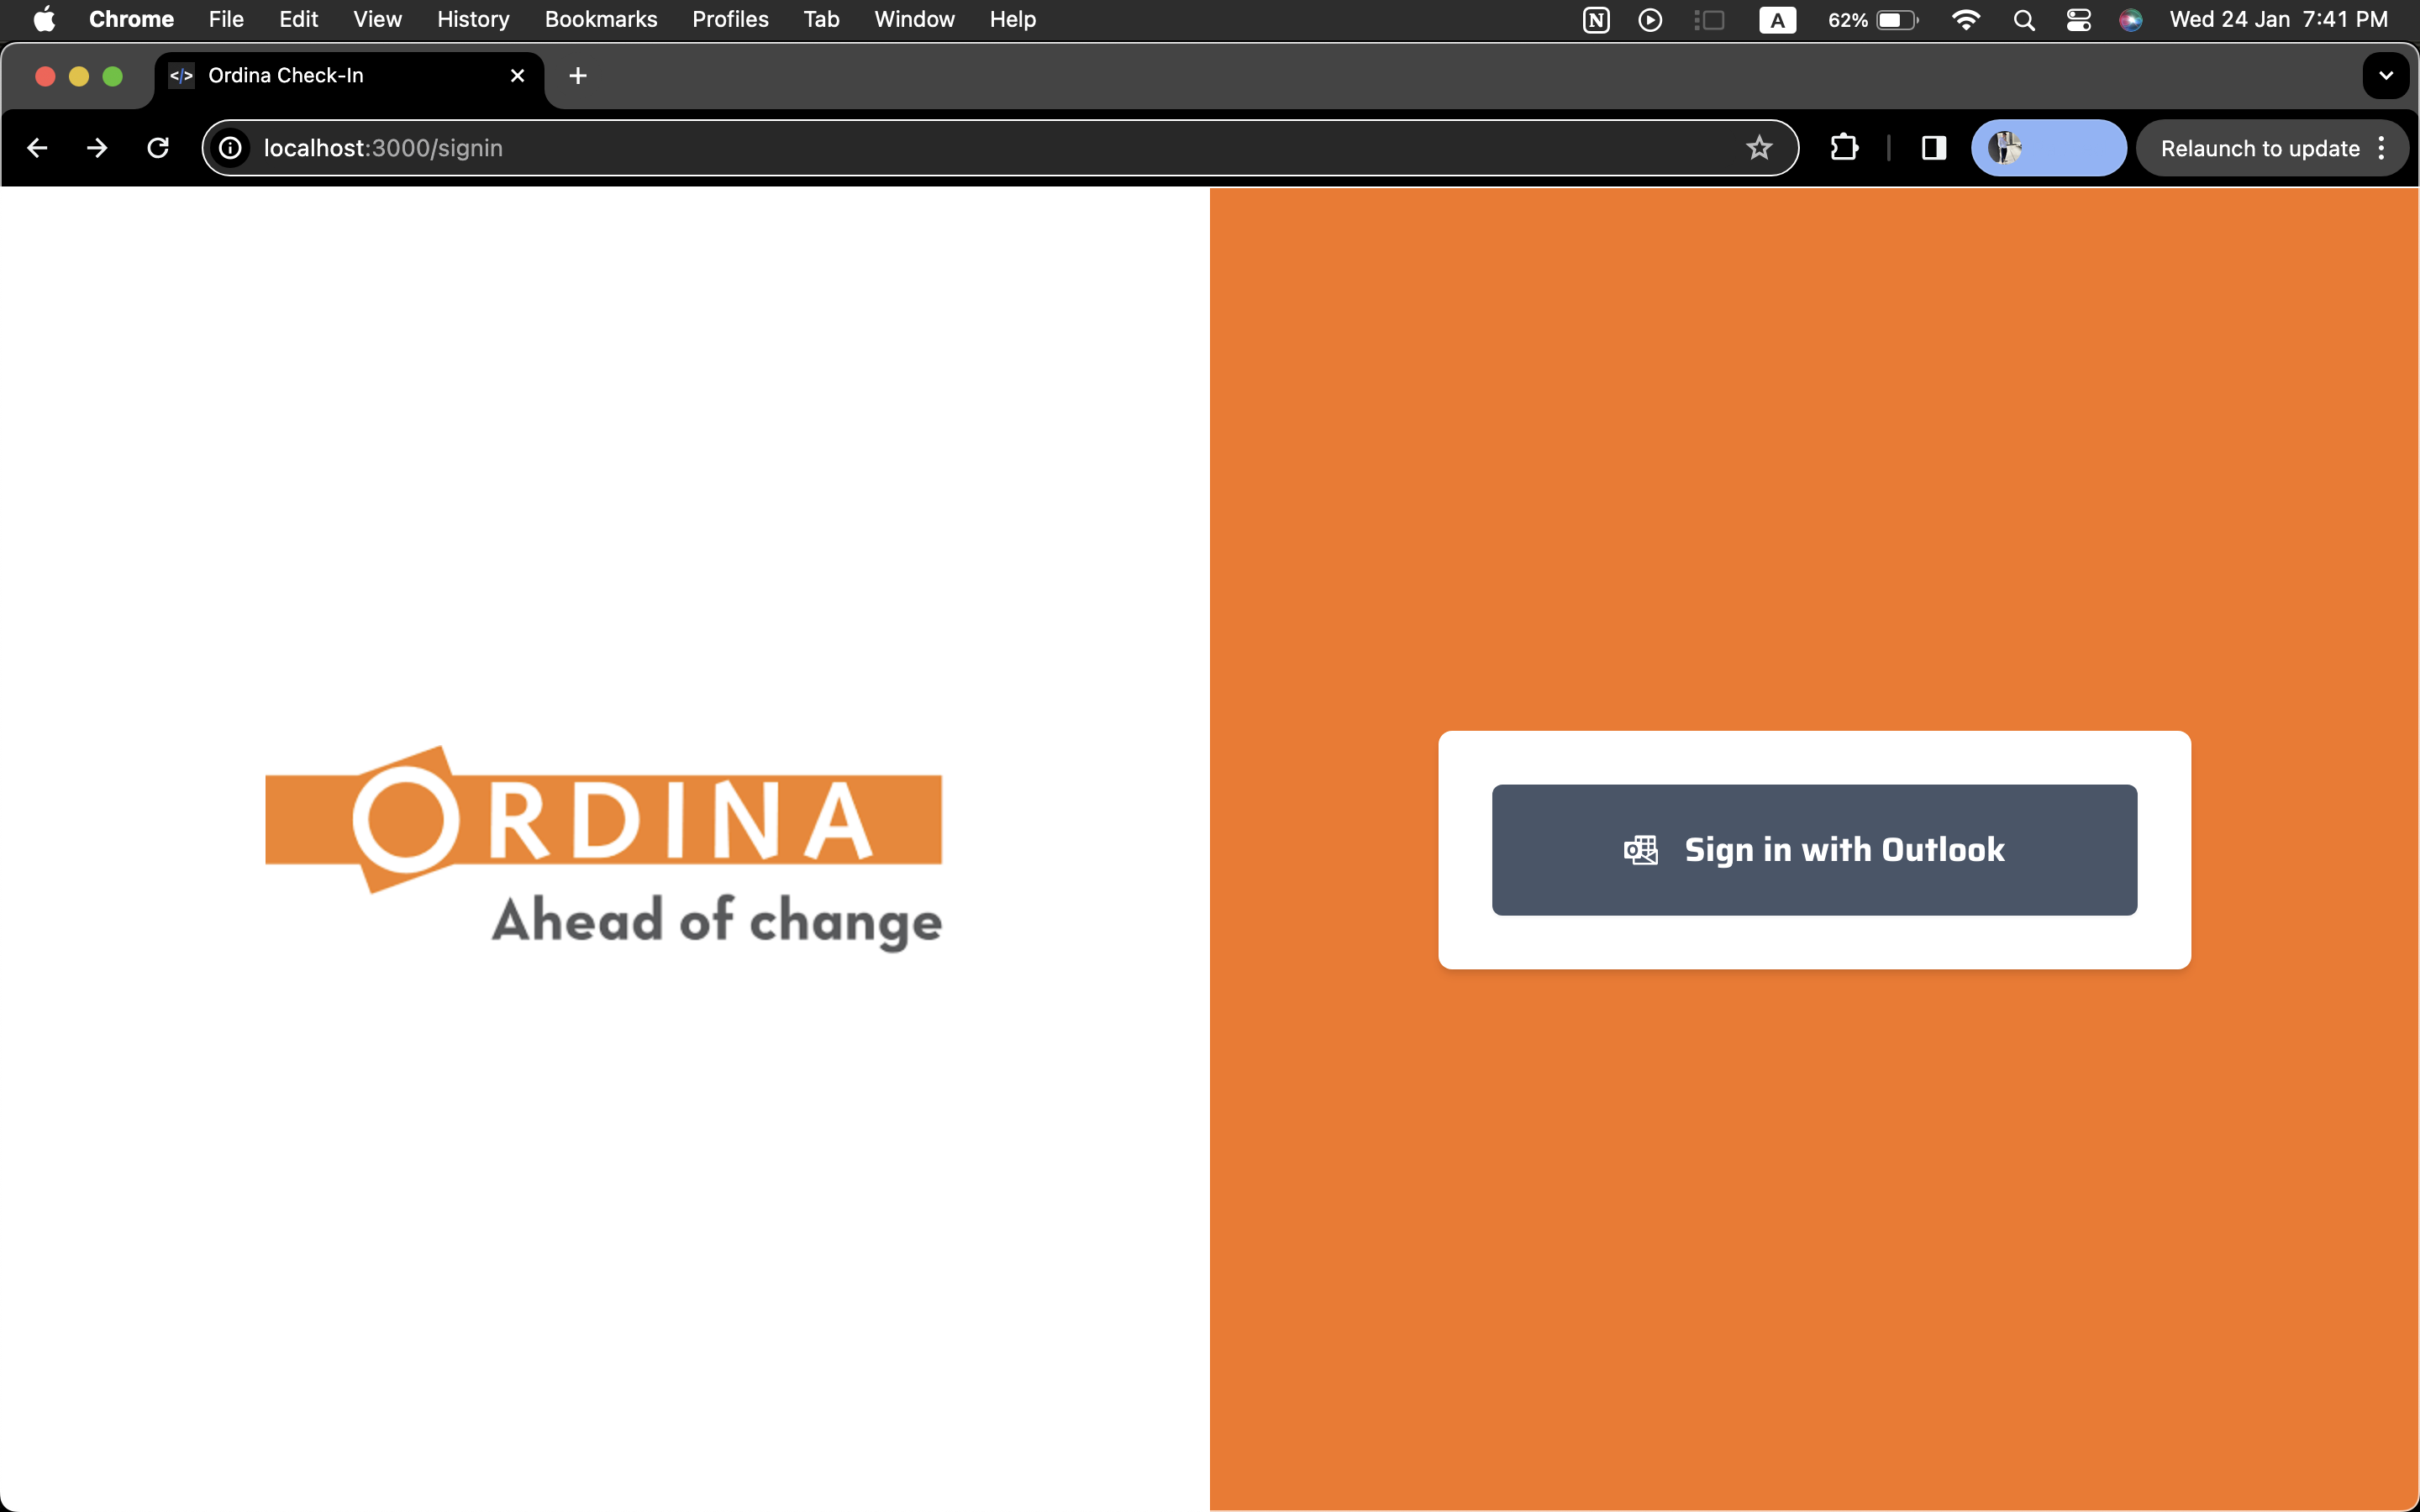 Chrome File Edit View History Bookmarks Profiles Tab Window Help N A 62% Wed 24 Jan 7:41 PM
</> Ordina Check-In
localhost:3000/signin Relaunch to update
ORDINA
Ahead of change
Sign in with Outlook